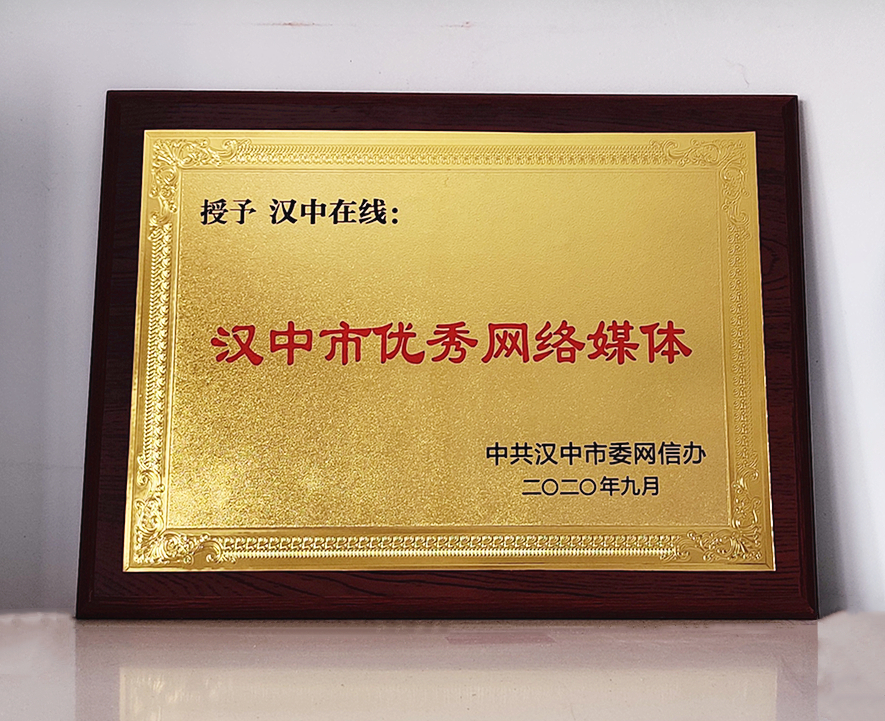 授予 汉中在线：
汉中市优秀网络媒体
中共汉中市委网信办
二〇二〇年九月